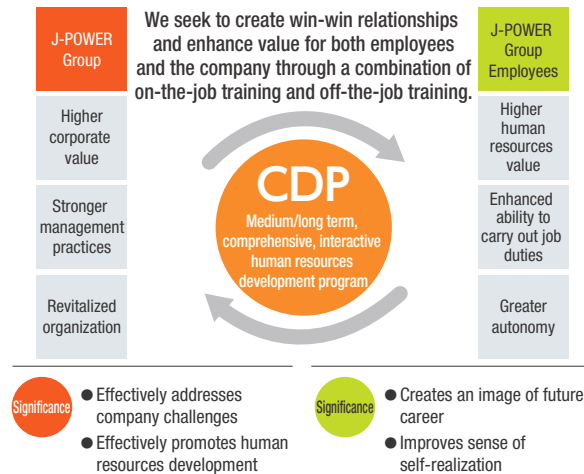 J-POWER
Group
We seek to create win-win relationships
and enhance value for both employees
and the company through a combination of
on-the-job training and off-the-job training.
J-POWER
Group
Employees
Higher
corporate
value
Stronger
management
practices
Revitalized
organization
CDP
Medium/long term,
comprehensive, interactive
human resources
development program
Higher
human
resources
value
Enhanced
ability to
carry out job
duties
Greater
autonomy
Significance
● Effectively addresses
company challenges
● Effectively promotes human
resources development
Significance
● Creates an image of future
career
● Improves sense of
self-realization